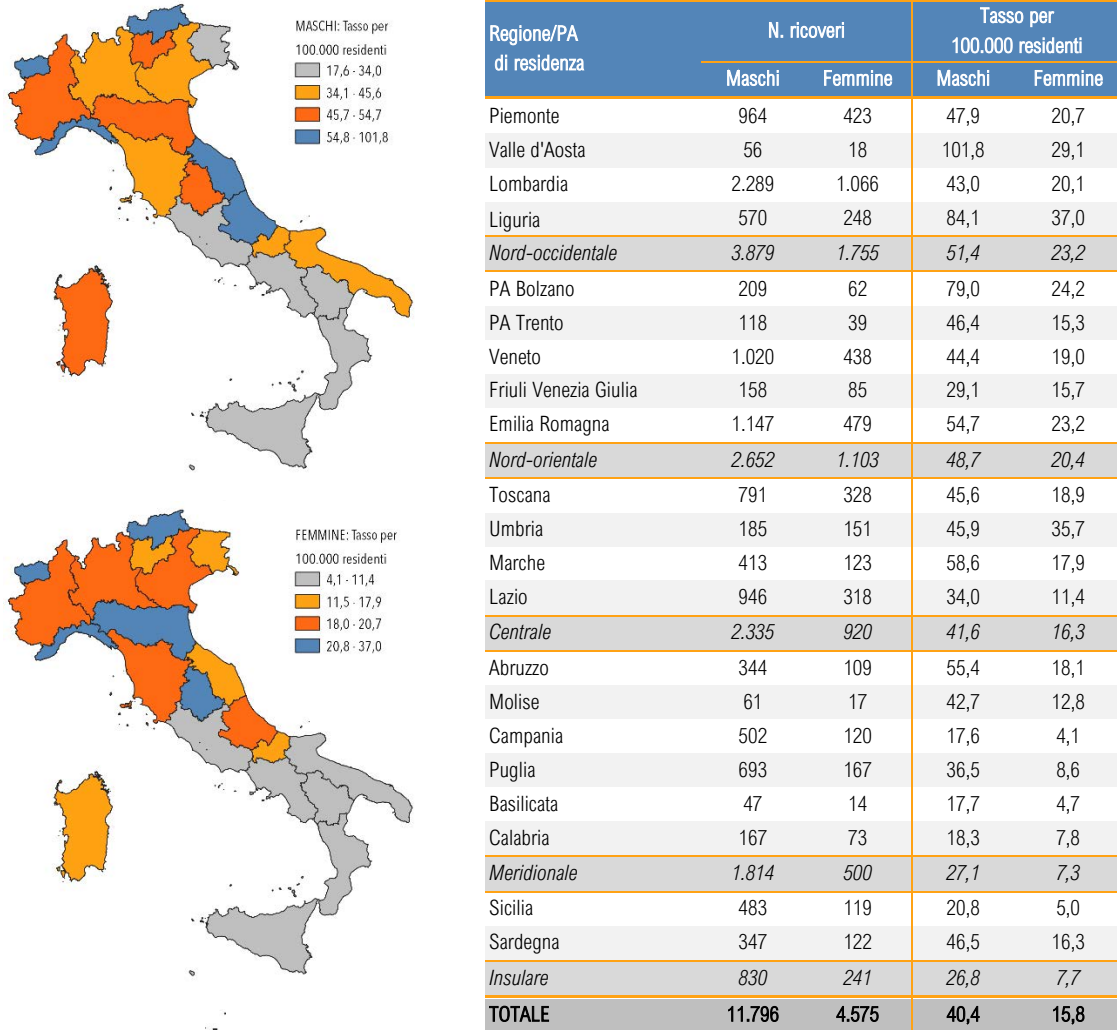 MASCHI: Tasso per
100.000 residenti
17,6 - 34,0
34,1 - 45,6
45,7 - 54,7
54,8 - 101,8
FEMMINE: Tasso per
100.000 residenti
4,1 - 11,4
11,5 - 17,9
18,0 - 20,7
20,8 - 37,0
Regione/PA di residenza N. ricoveri Tasso per 100.000 residenti
Maschi Femmine Maschi Femmine
Piemonte 964 423 47,9 20,7
Valle d'Aosta 56 18 101,8 29,1
Lombardia 2.289 1.066 43,0 20,1
Liguria 570 248 84,1 37,0
Nord-occidentale 3.879 1.755 51,4 23,2
PA Bolzano 209 62 79,0 24,2
PA Trento 118 39 46,4 15,3
Veneto 1.020 438 44,4 19,0
Friuli Venezia Giulia 158 85 29,1 15,7
Emilia Romagna 1.147 479 54,7 23,2
Nord-orientale 2.652 1.103 48,7 20,4
Toscana 791 328 45,6 18,9
Umbria 185 151 45,9 35,7
Marche 413 123 58,6 17,9
Lazio 946 318 34,0 11,4
Centrale 2.335 920 41,6 16,3
Abruzzo 344 109 55,4 18,1
Molise 61 17 42,7 12,8
Campania 502 120 17,6 4,1
Puglia 693 167 36,5 8,6
Basilicata 47 14 17,7 4,7
Calabria 167 73 18,3 7,8
Meridionale 1.814 500 27,1 7,3
Sicilia 483 119 20,8 5,0
Sardegna 347 122 46,5 16,3
Insulare 830 241 26,8 7,7
TOTALE 11.796 4.575 40,4 15,8